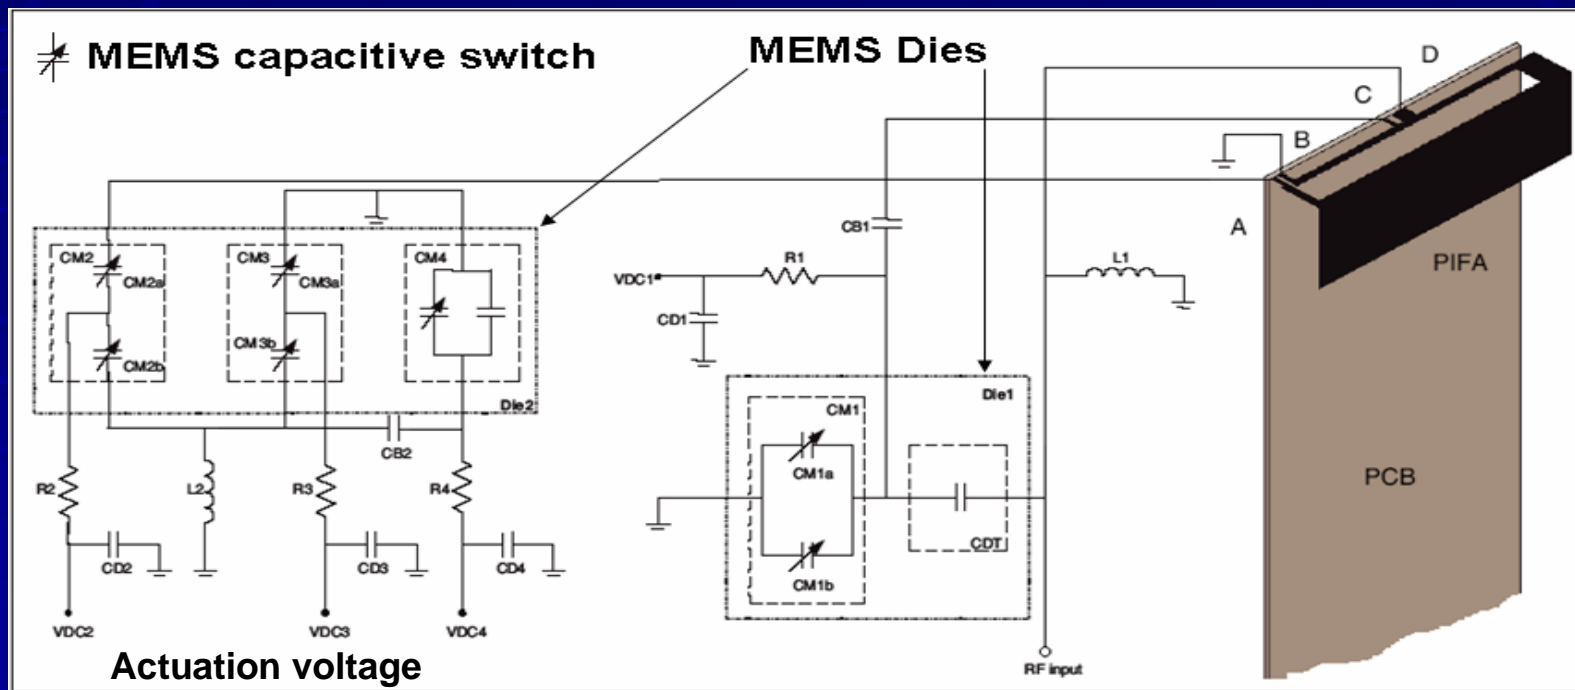 MEMS capacitive switch
MEMS Dies
D
C
B
A
CM2
CM2a
CM2b
CM3
CM3a
CM3b
CM4
Die2
CB1
VDC1
R1
L1
CD1
PIFA
PCB
Die1
CM1
CM1a
CM1b
CDT
CB2
R2
L2
R3
R4
CD2
CD3
CD4
VDC2
VDC3
VDC4
RF input
Actuation voltage